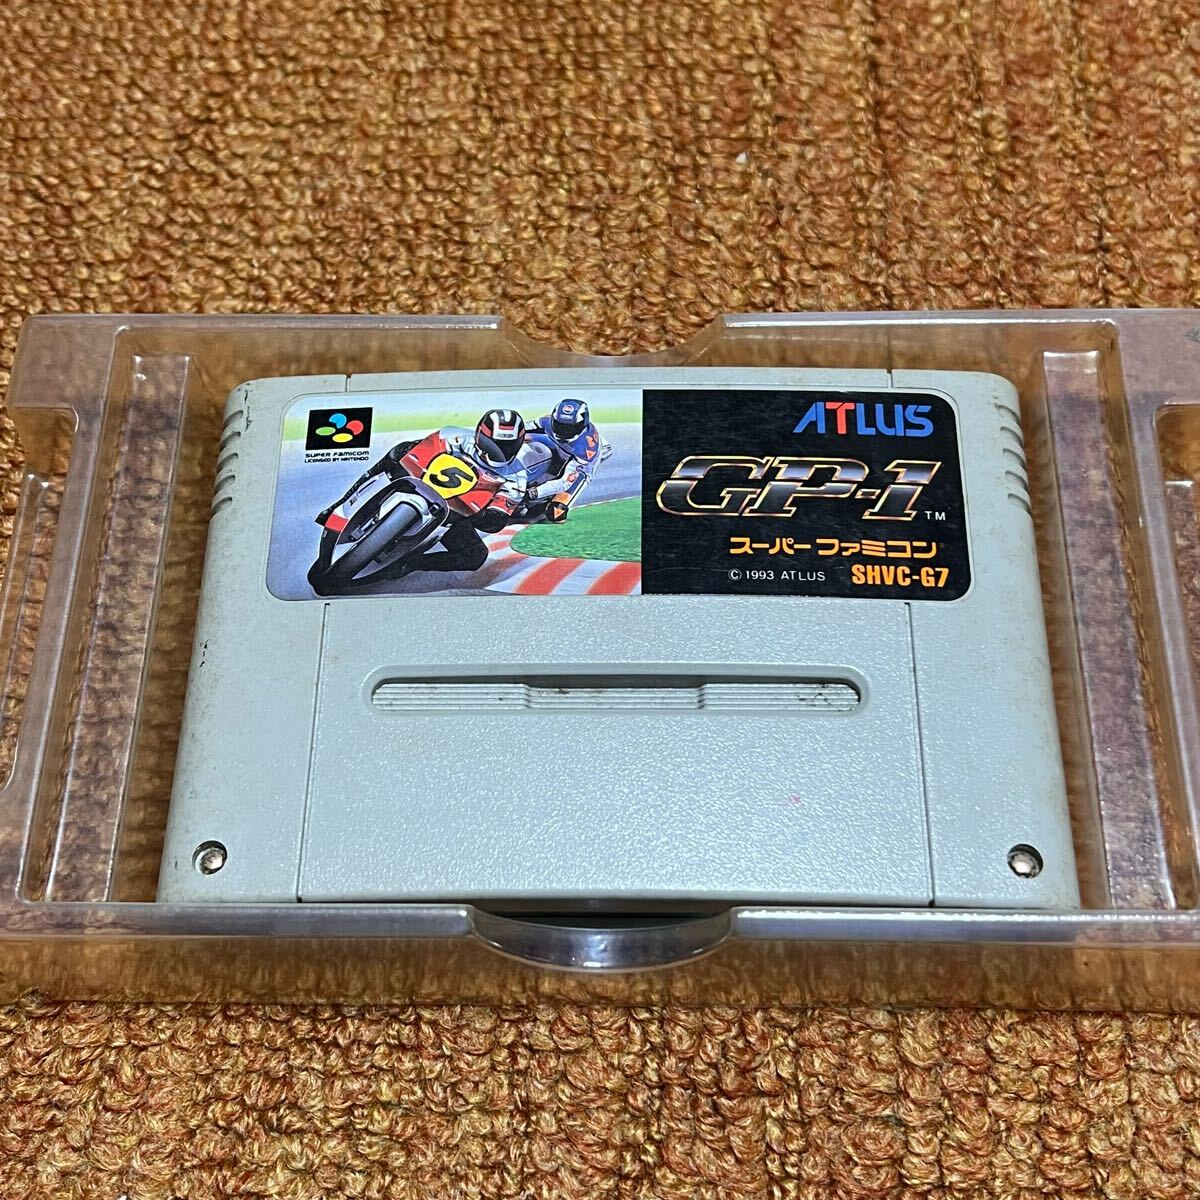 SUPER FAMICOM
LICENSED BY NINTENDO
5
ATLUS
GP-1 TM
スーパーファミコン
© 1993 ATLUS SHVC-G7